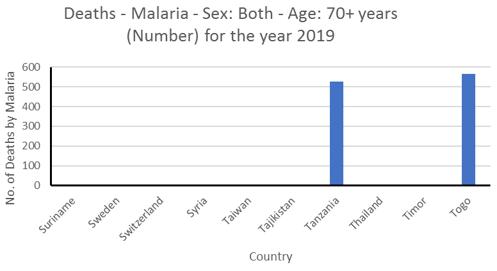 Deaths - Malaria - Sex: Both - Age: 70+ years
(Number) for the year 2019
No. of Deaths by Malaria
600
500
400
300
200
100
0
Suriname
Sweden
Switzerland
Syria
Taiwan
Tajikistan
Tanzania
Thailand
Timor
Togo
Country